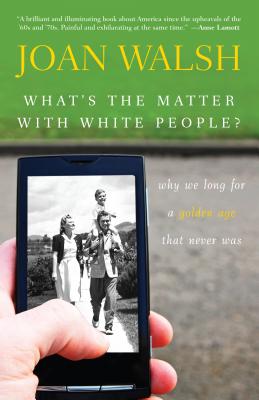 "A brilliant and illuminating book about America since the upheavals of the
'60s and '70s. Painful and exhilarating at the same time." —Anne Lamott
JOAN WALSH
WHAT'S THE MATTER
WITH WHITE PEOPLE?
why we long for
a golden age
that never was